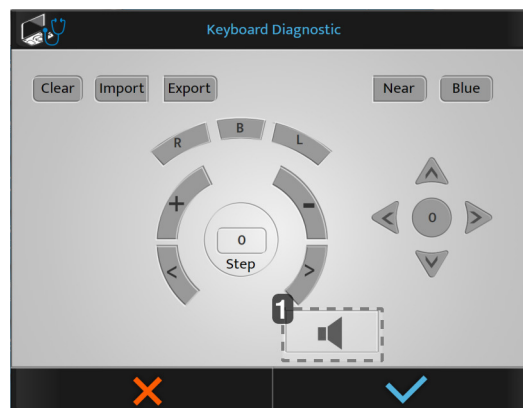 Keyboard Diagnostic
Clear Import Export Near Blue
R B L
+ -
0 0
Step
< >
1